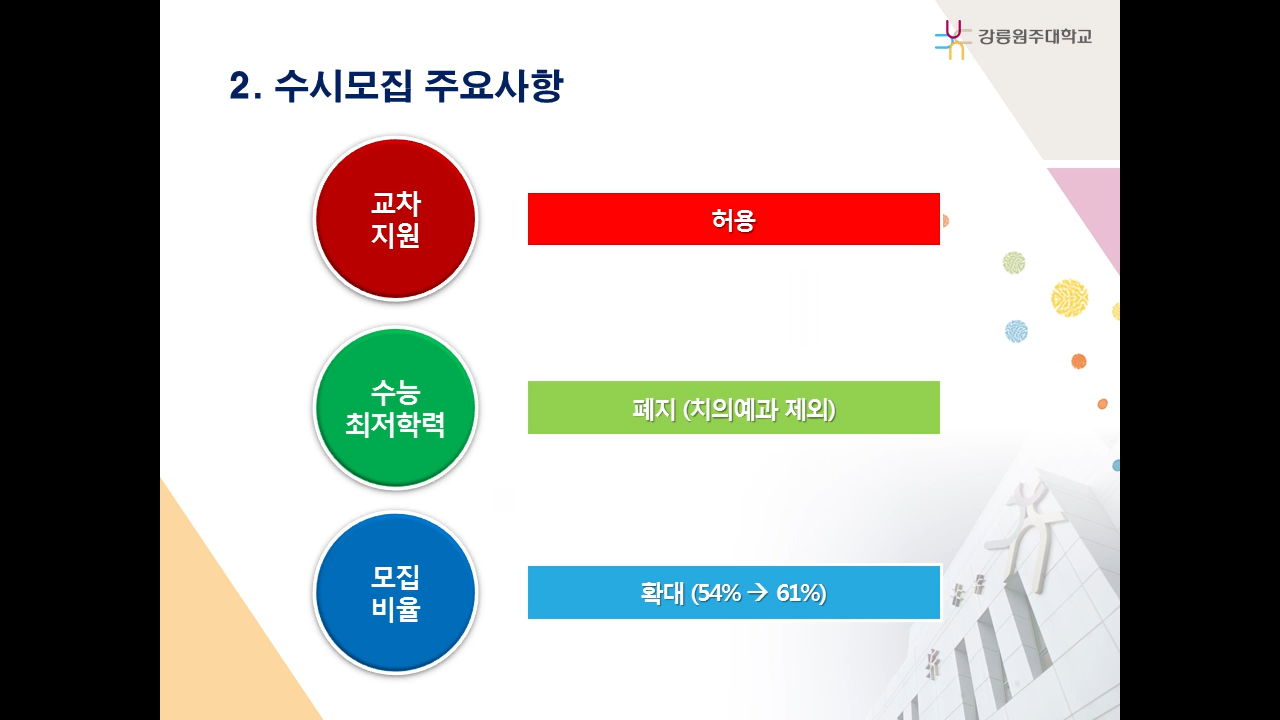 강릉원주대학교
2. 수시모집 주요사항
교차
지원
허용
수능
최저학력
폐지 (치의예과 제외)
모집
비율
확대 (54% → 61%)